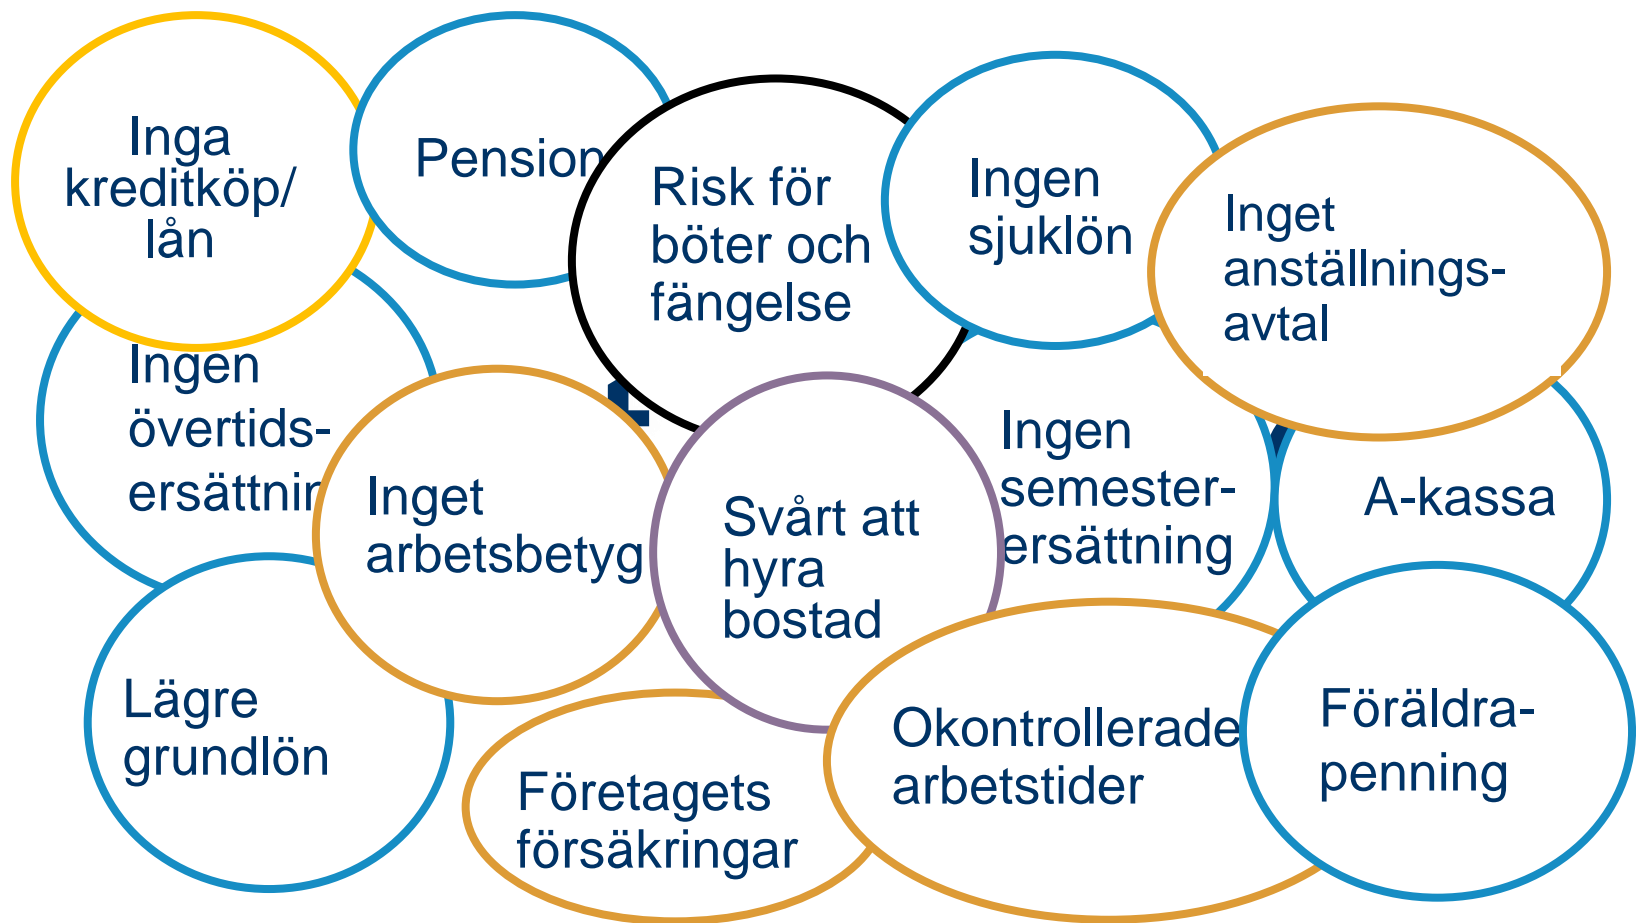 Inga
kreditköp/
lån
Pension
Risk för
böter och
fängelse
Ingen
sjuklön
Inget
anställnings-
avtal
Ingen
övertids-
ersättnin
Inget
arbetsbetyg
Svårt att
hyra
bostad
Ingen
semester-
ersättning
A-kassa
Lägre
grundlön
Företagets
försäkringar
Okontrollerade
arbetstider
Föräldra-
penning